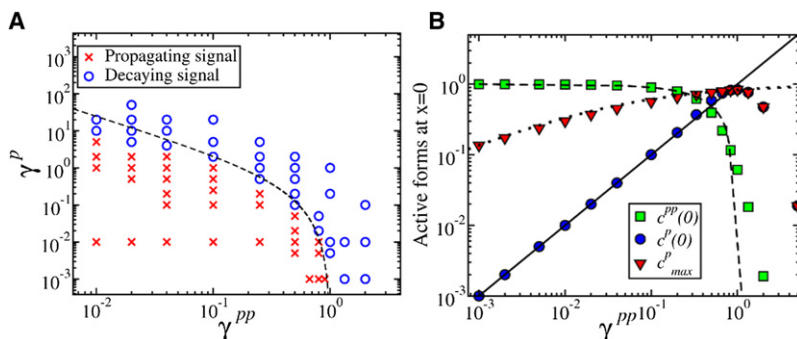 A
γ^p
10^3
10^2
10^1
10^0
10^-1
10^-2
10^-3
Propagating signal
Decaying signal
10^-2
10^-1
10^0
γ^pp
B
Active forms at x=0
10^1
10^0
10^-1
10^-2
10^-3
c^pp(0)
c^p(0)
c^p_max
10^-3
10^-2
γ^pp 10^-1
10^0